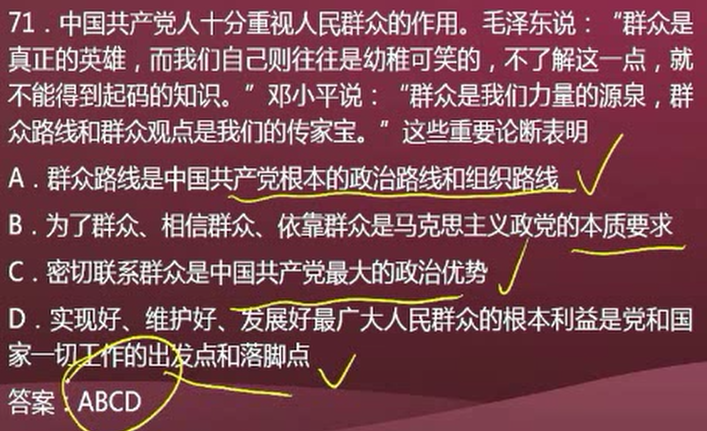 71．中国共产党人十分重视人民群众的作用。毛泽东说：“群众是
真正的英雄，而我们自己则往往是幼稚可笑的，不了解这一点，就
不能得到起码的知识。”邓小平说：“群众是我们力量的源泉，群
众路线和群众观点是我们的传家宝。”这些重要论断表明
A．群众路线是中国共产党根本的政治路线和组织路线
B．为了群众、相信群众、依靠群众是马克思主义政党的本质要求
C．密切联系群众是中国共产党最大的政治优势
D．实现好、维护好、发展好最广大人民群众的根本利益是党和国
家一切工作的出发点和落脚点
答案：ABCD